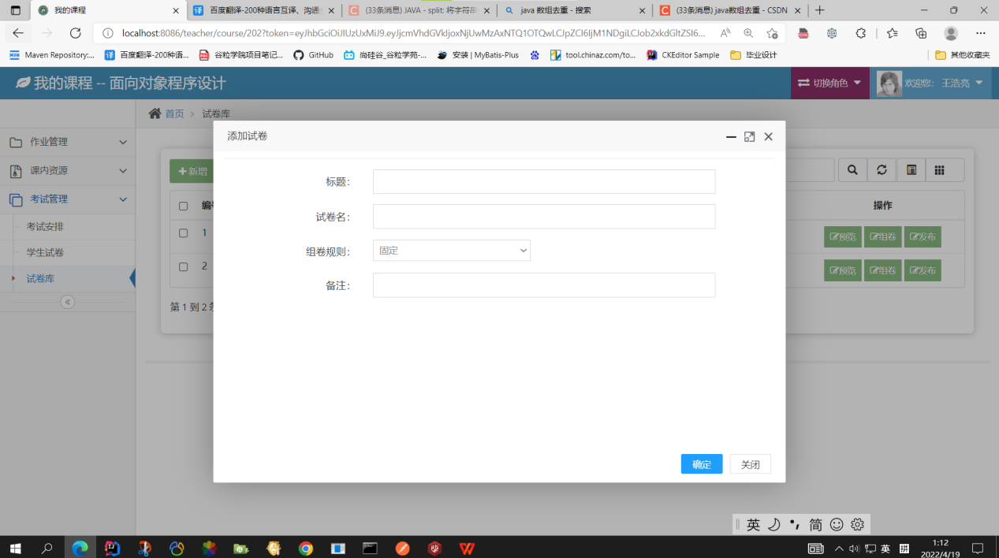 我的课程
百度翻译-200种语言互译、沟通
(33条消息) JAVA - split: 将字符串
java 数组去重 - 搜索
(33条消息) java数组去重 - CSDN
localhost:8086/teacher/course/202?token=eyJhbGciOiJIUzUxMiJ9.eyJicmVhdGVkIjoxNjUwMzAxNTQ1OTQwLCJpZCI6IjM1NDgiLCJob2xkdGltZSI6...
Maven Repository:...
百度翻译-200种语...
谷粒学院项目笔记...
GitHub
尚硅谷_谷粒学苑-...
安装 | MyBatis-Plus
tool.chinaz.com/to...
CKEditor Sample
毕业设计
其他收藏夹
我的课程 -- 面向对象程序设计
切换角色
欢迎您: 王浩亮
首页 > 试卷库
作业管理
课内资源
考试管理
考试安排
学生试卷
试卷库
添加试卷
标题:
试卷名:
组卷规则: 固定
备注:
确定 关闭
+新增
操作
1 预览 组卷 发布
2 预览 组卷 发布
第 1 到 2
英 简
英 拼
1:12
2022/4/19